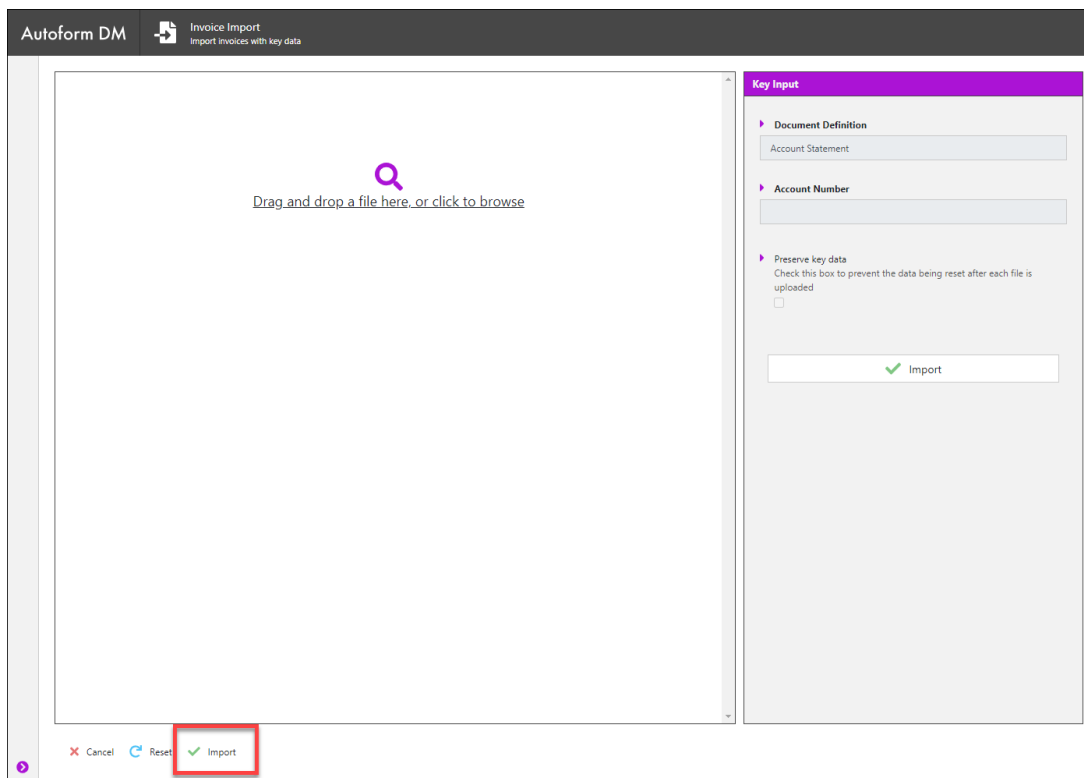 Autoform DM
Invoice Import
Import invoices with key data
Drag and drop a file here, or click to browse
Key Input
Document Definition
Account Statement
Account Number
Preserve key data
Check this box to prevent the data being reset after each file is
uploaded
Import
Cancel Reset Import